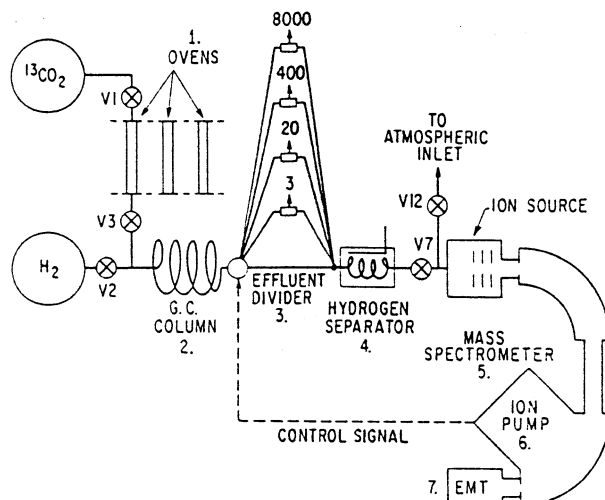 8000
1.
OVENS
¹³CO₂
V1
400
20
TO
ATMOSPHERIC
INLET
3
V12
ION SOURCE
V3
V7
H₂
V2
G.C.
COLUMN
2.
EFFLUENT
DIVIDER
3.
HYDROGEN
SEPARATOR
4.
MASS
SPECTROMETER
5.
ION
PUMP
6.
CONTROL SIGNAL
7. EMT